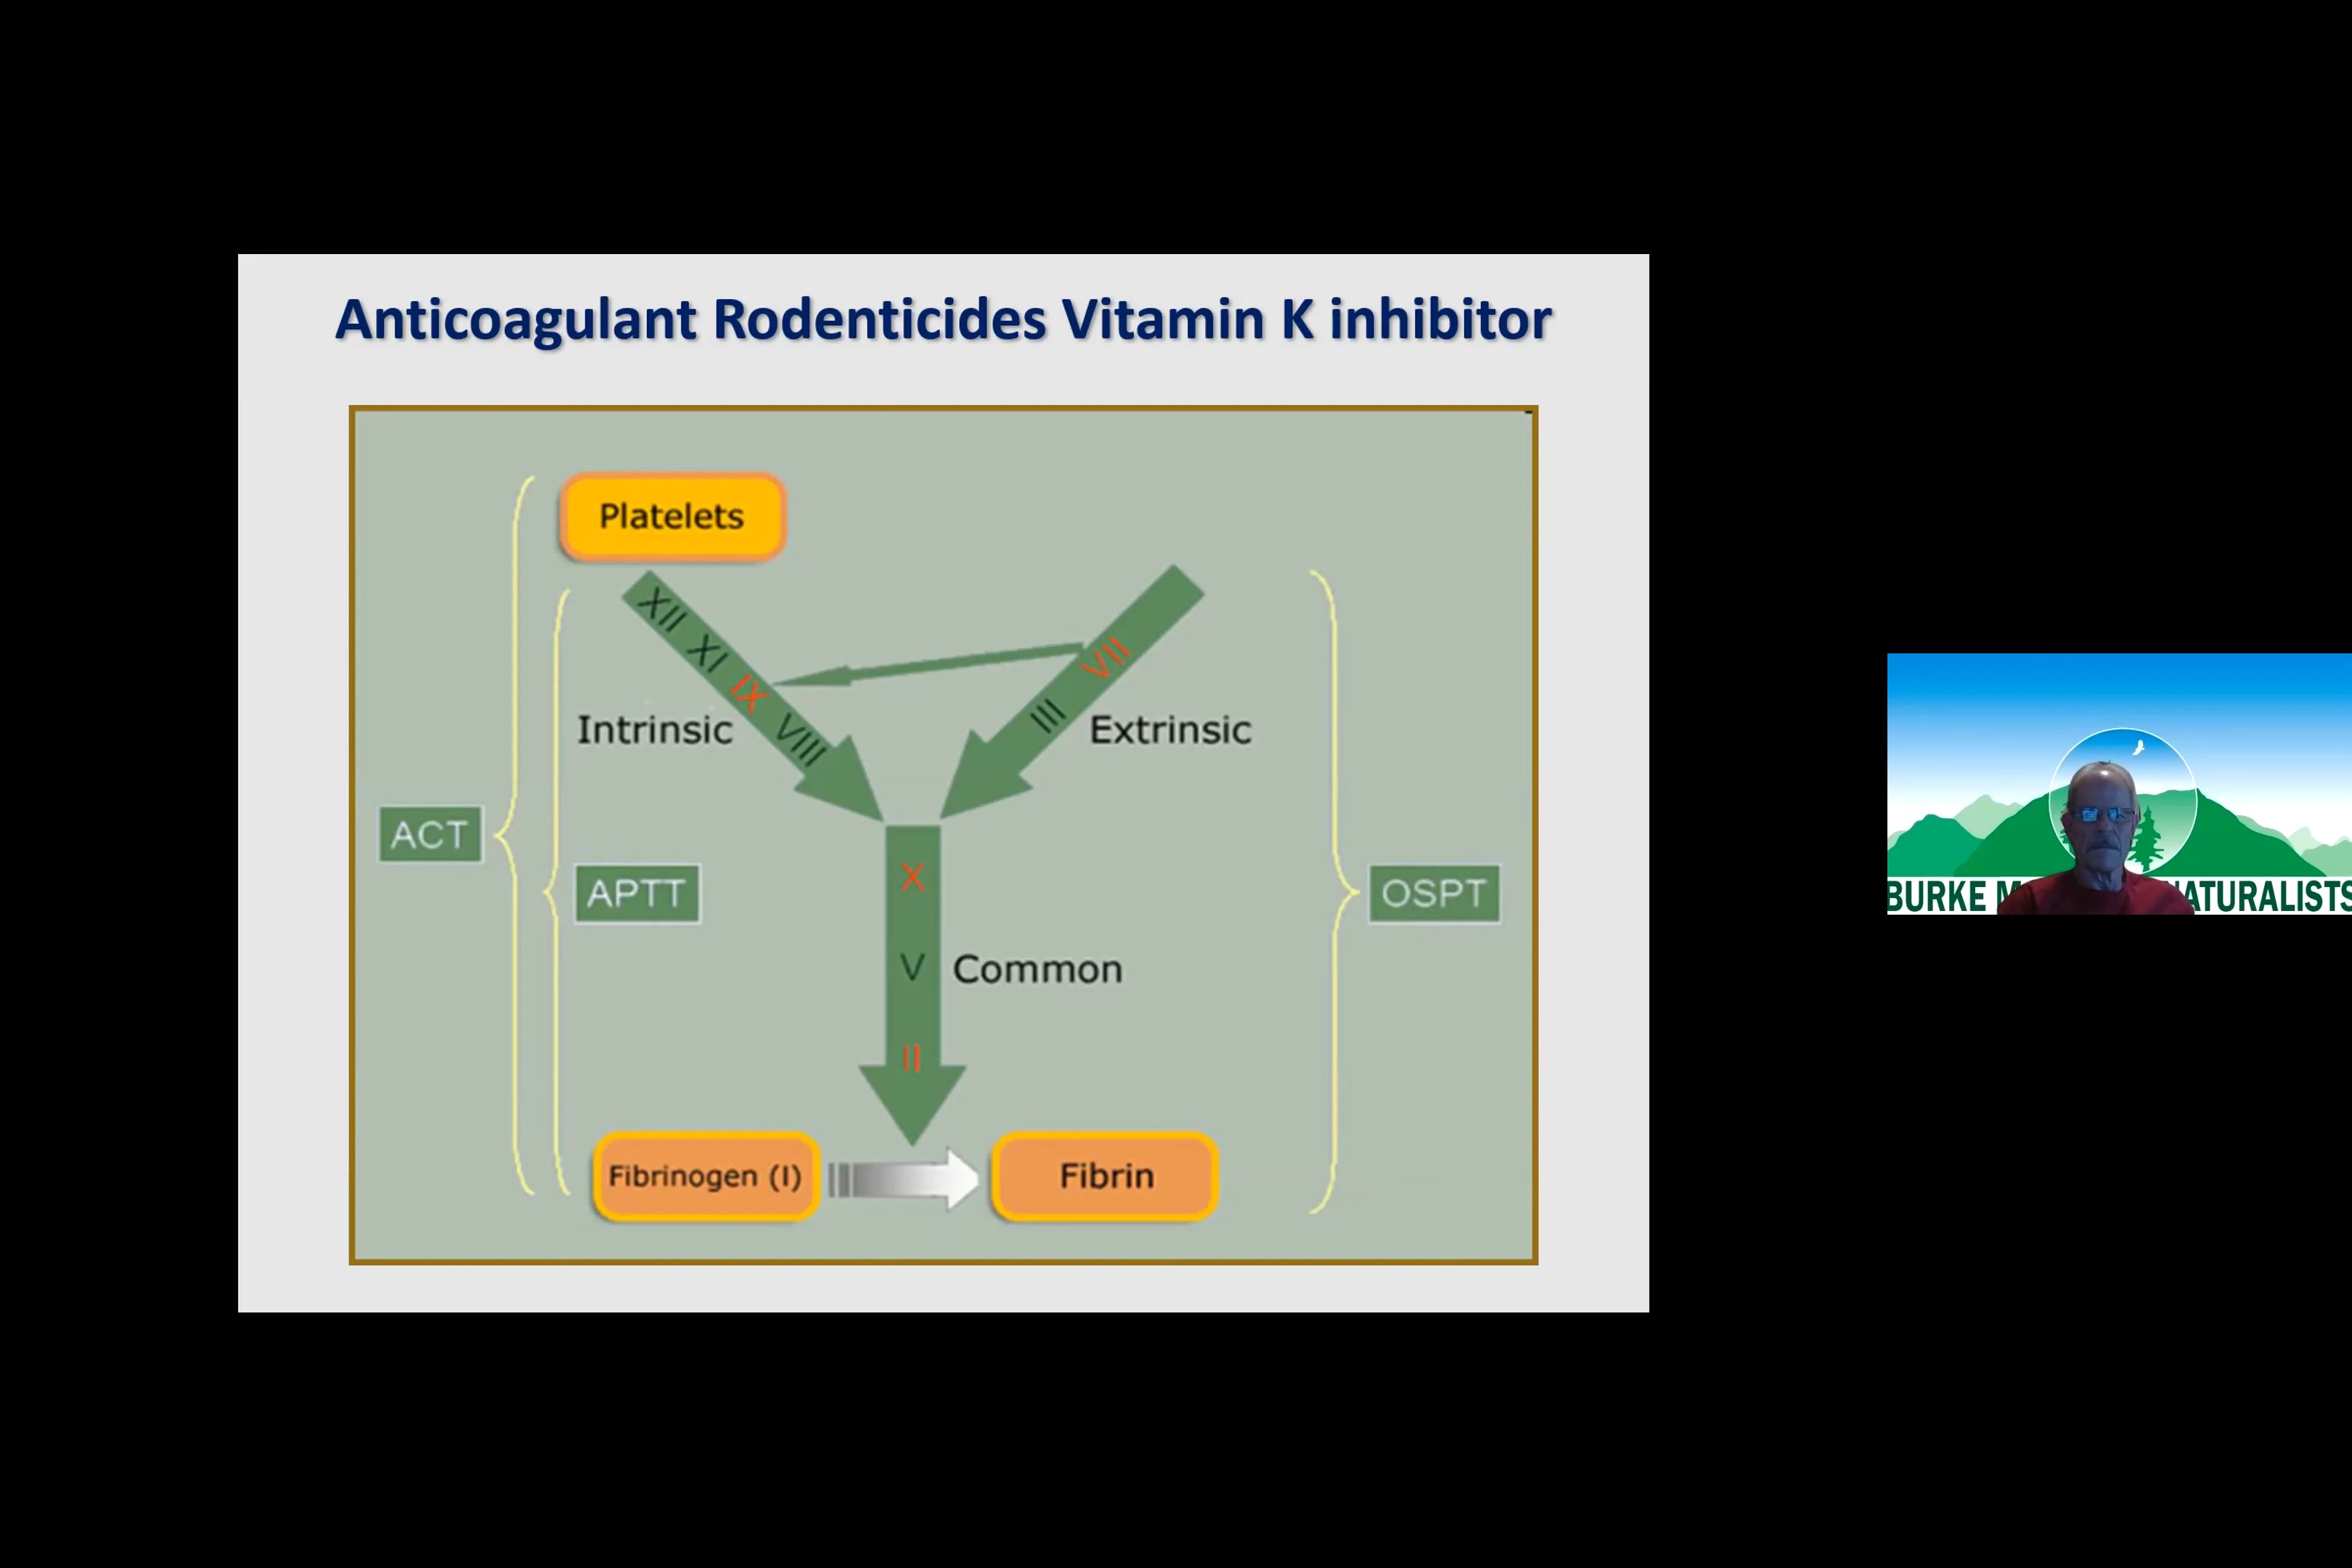 Anticoagulant Rodenticides Vitamin K inhibitor
Platelets
XII XI IX VIII
VII
III
Intrinsic
Extrinsic
ACT
APTT
OSPT
X
V
Common
II
Fibrinogen (I)
Fibrin
BURKE M NATURALISTS